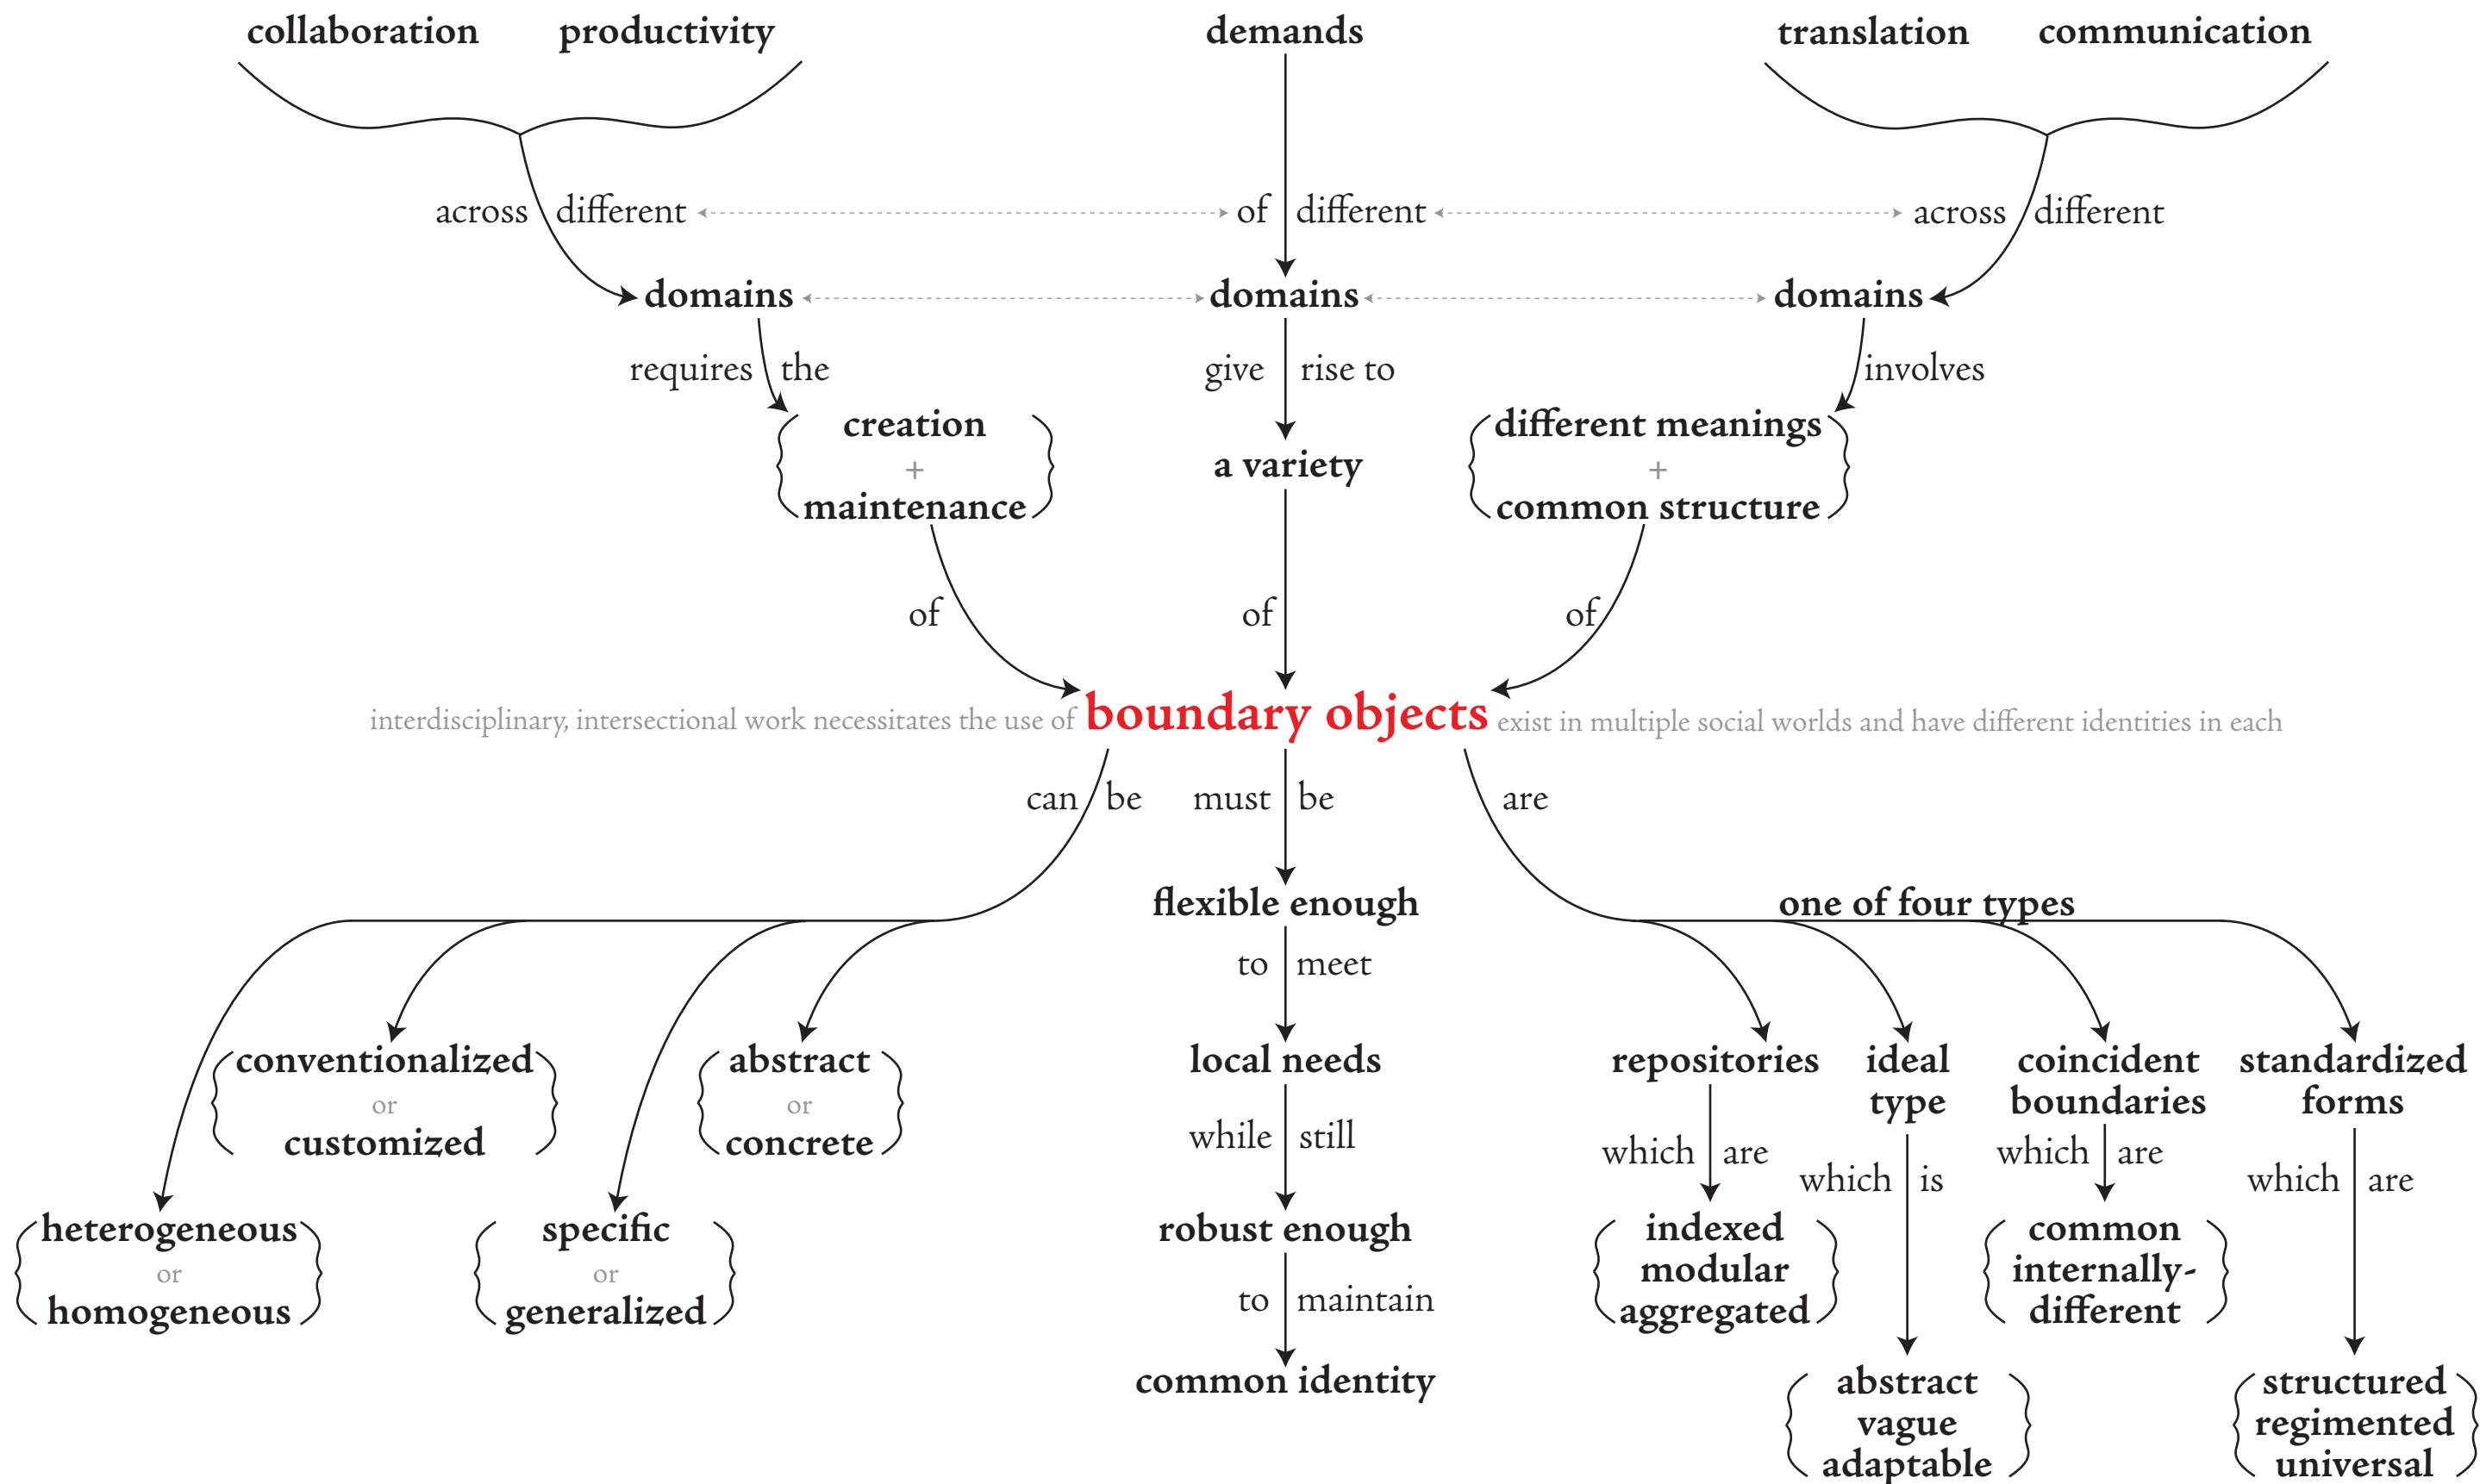 collaboration productivity demands translation communication
across different of different across different
domains domains domains
requires the give rise to involves
creation different meanings
+ a variety +
maintenance common structure
of of of
interdisciplinary, intersectional work necessitates the use of boundary objects exist in multiple social worlds and have different identities in each
can be must be are
flexible enough one of four types
to meet
conventionalized abstract local needs repositories ideal coincident standardized
or or type boundaries forms
customized concrete while still which are which are
which is which are
heterogeneous specific robust enough indexed common
or or modular internally-
homogeneous generalized to maintain aggregated different
common identity abstract structured
vague regimented
adaptable universal